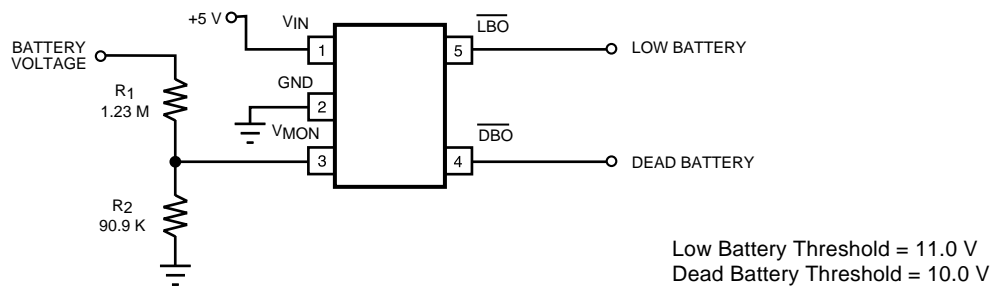 +5 V
VIN
LBO
BATTERY
VOLTAGE
1
5
LOW BATTERY
R1
1.23 M
GND
2
VMON
DBO
3
4
DEAD BATTERY
R2
90.9 K
Low Battery Threshold = 11.0 V
Dead Battery Threshold = 10.0 V